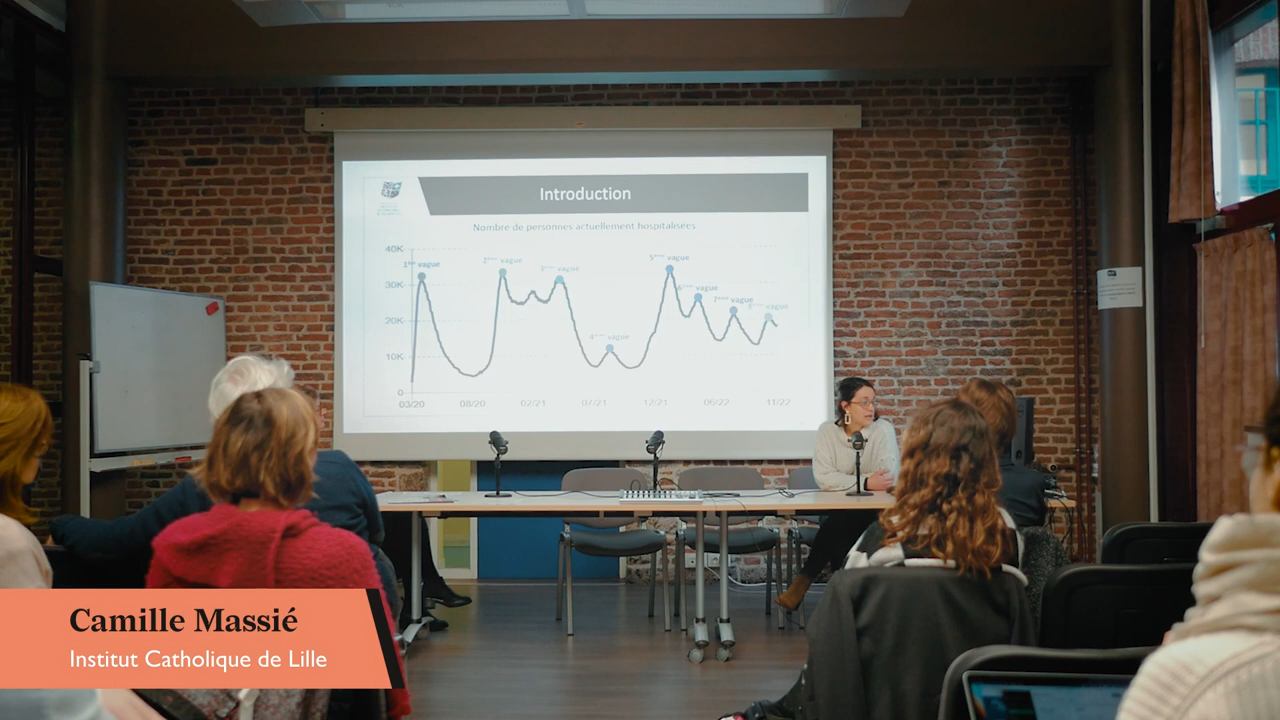 Introduction
Nombre de personnes actuellement hospitalisées
40K
30K
20K
10K
0
1ère vague
2ème vague
3ème vague
4ème vague
5ème vague
6ème vague
7ème vague
8ème vague
03/20 08/20 02/21 07/21 12/21 06/22 11/22
Camille Massié
Institut Catholique de Lille